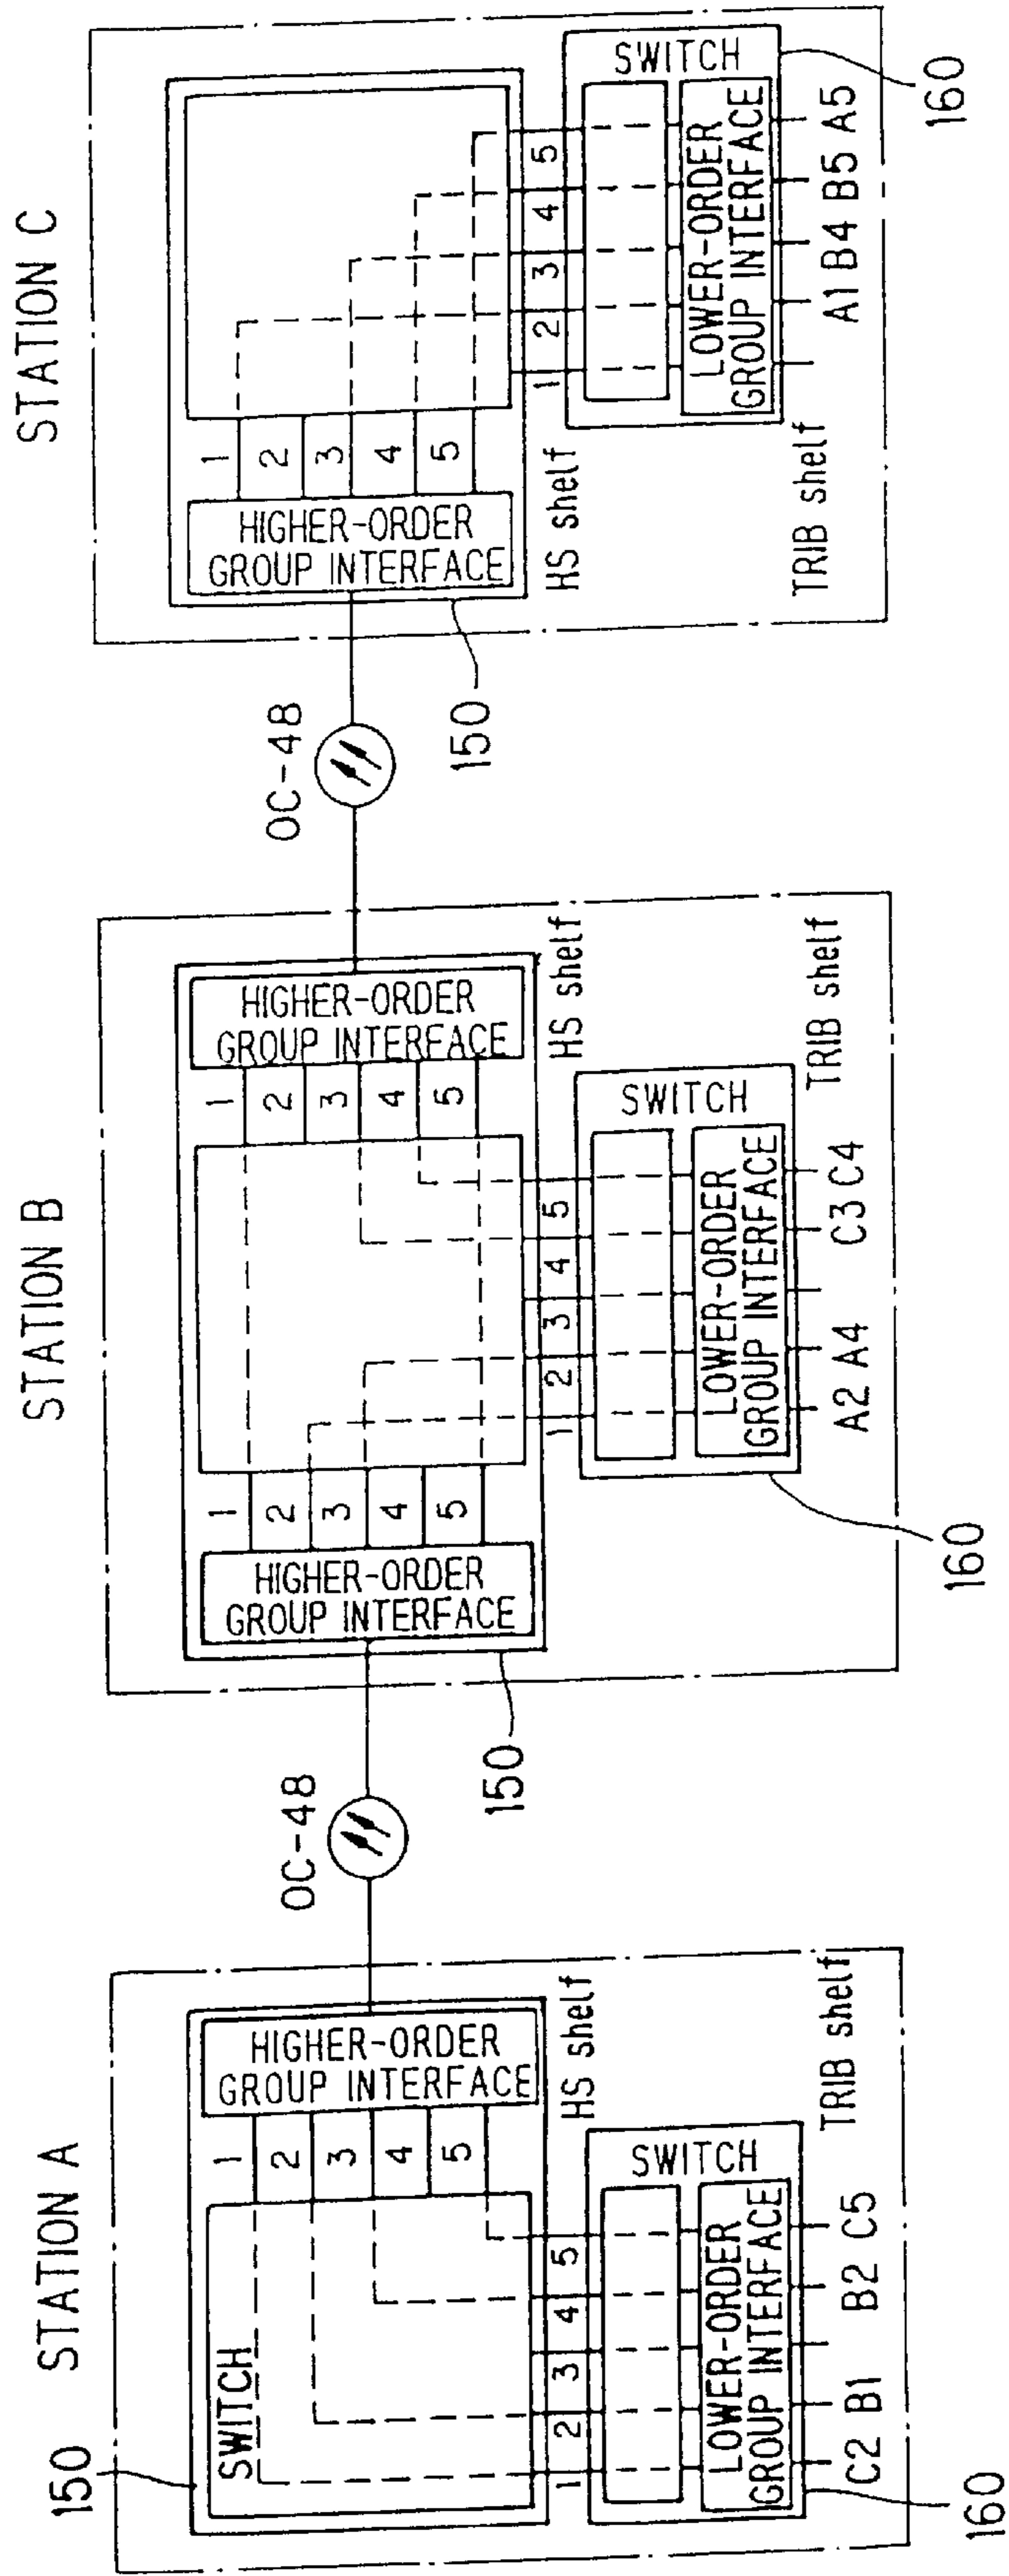 STATION A
150
SWITCH
1
2
3
4
5
HIGHER-ORDER
GROUP INTERFACE
HS shelf
1 2 3 4 5
SWITCH
LOWER-ORDER
GROUP INTERFACE
TRIB shelf
C2 B1 B2 C5
160
OC-48
STATION B
HIGHER-ORDER
GROUP INTERFACE
1
2
3
4
5
1
2
3
4
5
HIGHER-ORDER
GROUP INTERFACE
150
HS shelf
1 2 3 4 5
SWITCH
LOWER-ORDER
GROUP INTERFACE
TRIB shelf
A2 A4 C3 C4
160
OC-48
STATION C
HIGHER-ORDER
GROUP INTERFACE
1
2
3
4
5
150
HS shelf
1 2 3 4 5
SWITCH
LOWER-ORDER
GROUP INTERFACE
TRIB shelf
A1 B4 B5 A5
160